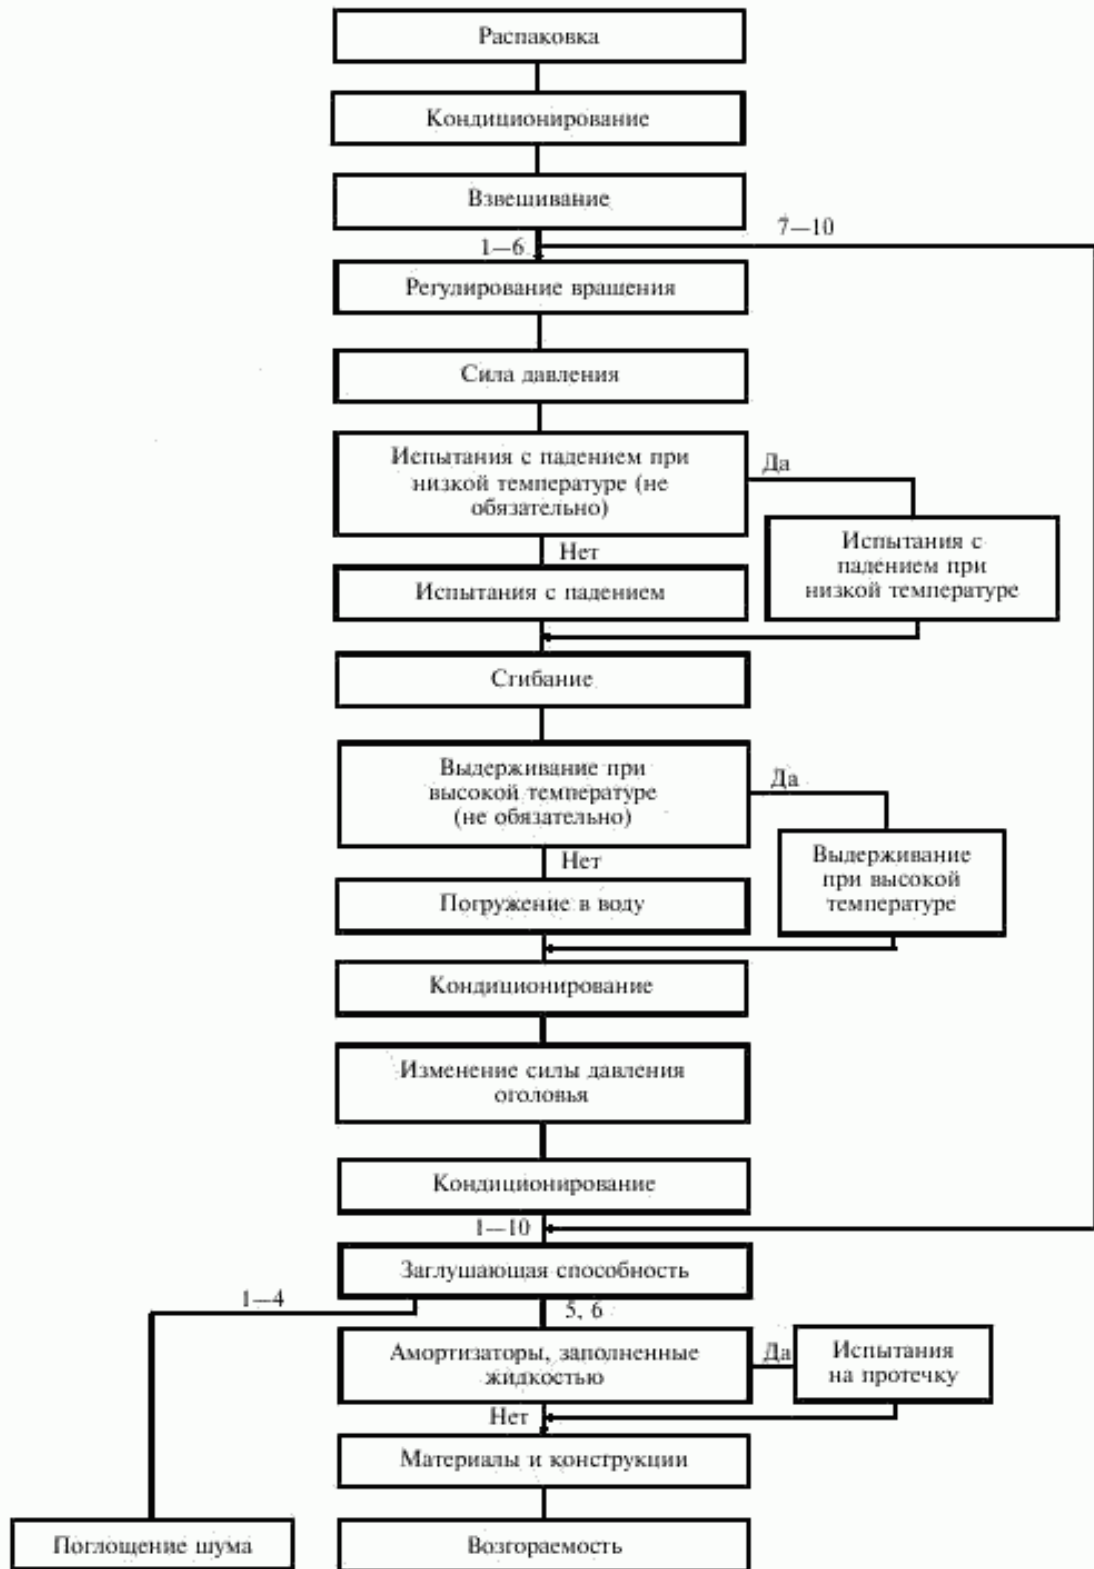 Распаковка
Кондиционирование
Взвешивание
7—10
1—6
Регулирование вращения
Сила давления
Испытания с падением при
низкой температуре (не
обязательно)
Да
Испытания с
падением при
низкой температуре
Нет
Испытания с падением
Сгибание
Выдерживание при
высокой температуре
(не обязательно)
Да
Выдерживание
при высокой
температуре
Нет
Погружение в воду
Кондиционирование
Изменение силы давления
оголовья
Кондиционирование
1—10
Заглушающая способность
1—4
5, 6
Амортизаторы, заполненные
жидкостью
Да
Испытания
на протечку
Нет
Материалы и конструкции
Поглощение шума
Возгораемость